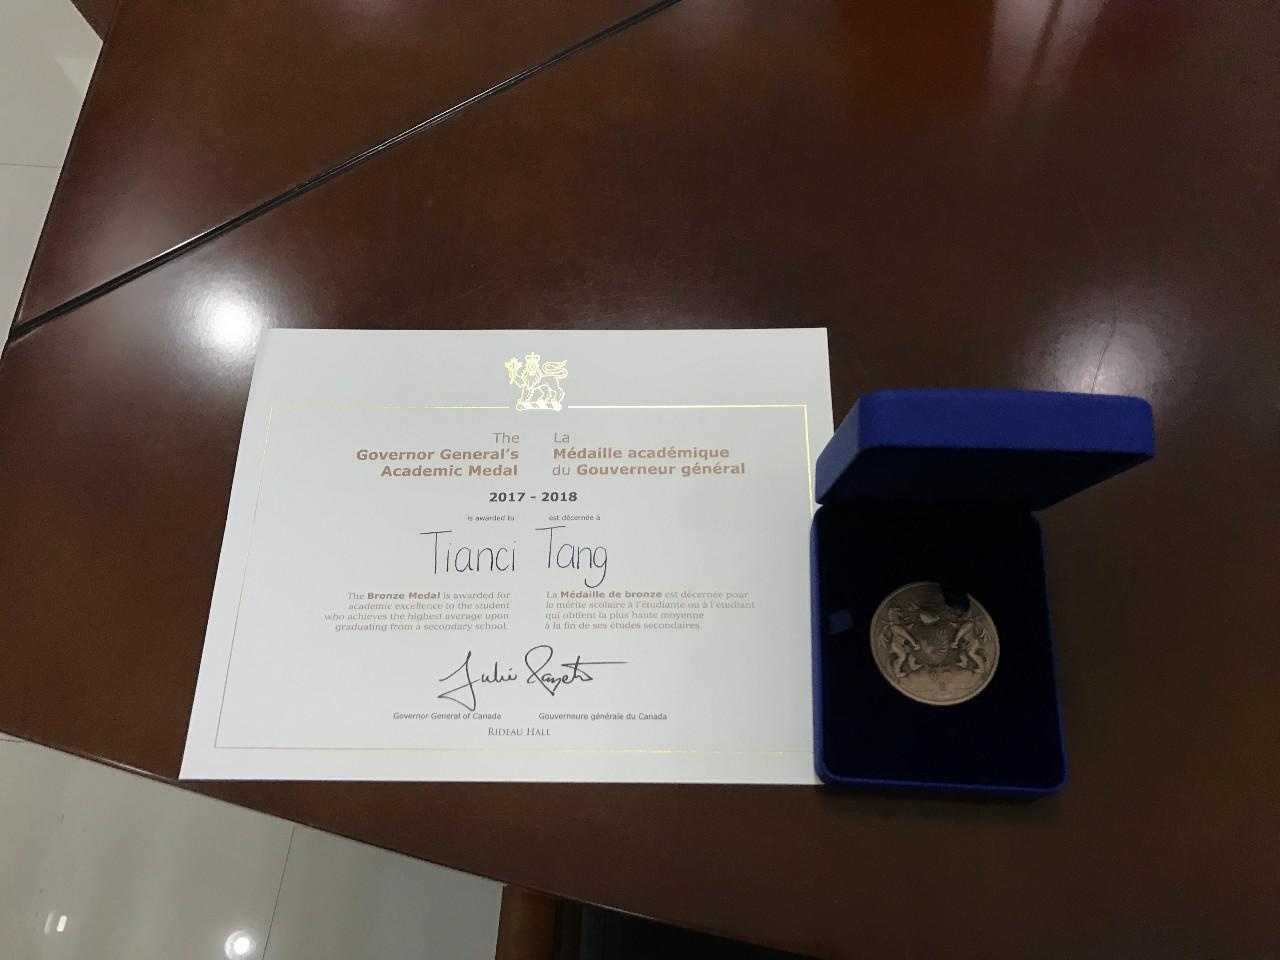 The
Governor General's
Academic Medal
La
Médaille académique
du Gouverneur général
2017 - 2018
is awarded to
est décernée à
Tianci Tang
The Bronze Medal is awarded for
academic excellence to the student
who achieves the highest average upon
graduating from a secondary school.
La Médaille de bronze est décernée pour
le mérite scolaire à l'étudiante ou à l'étudiant
qui obtient la plus haute moyenne
à la fin de ses études secondaires.
Julie Payette
Governor General of Canada
Gouverneure générale du Canada
RIDEAU HALL